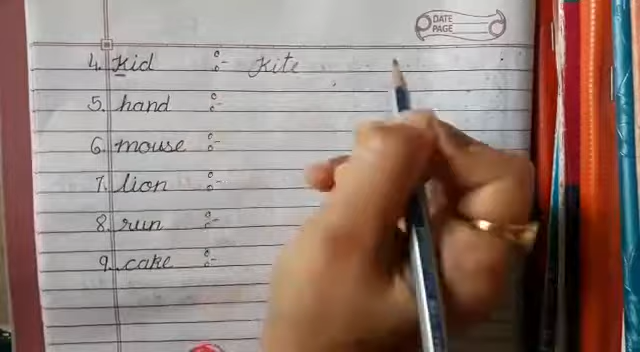 DATE
PAGE
4. kid :- kite
5. hand :-
6. mouse :-
7. lion :-
8. run :-
9. cake :-